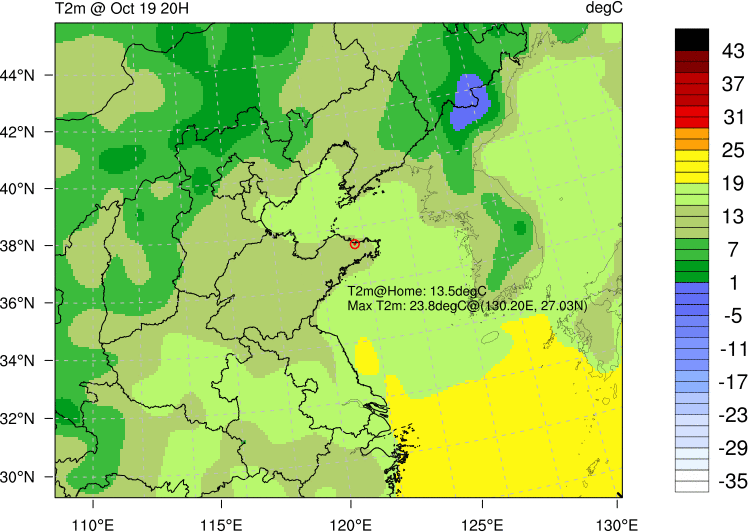 T2m @ Oct 19 20H
degC
44°N
42°N
40°N
38°N
36°N
34°N
32°N
30°N
T2m@Home: 13.5degC
Max T2m: 23.8degC@(130.20E, 27.03N)
110°E
115°E
120°E
125°E
130°E
43
37
31
25
19
13
7
1
-5
-11
-17
-23
-29
-35